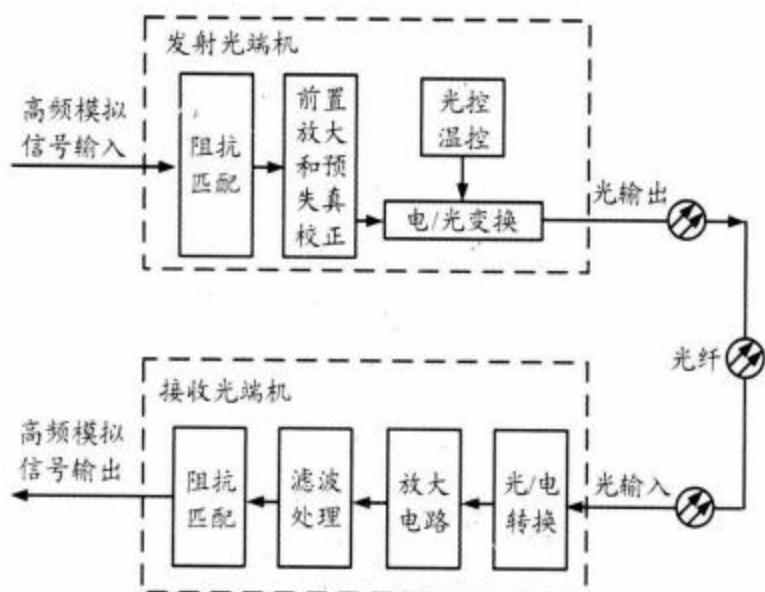 发射光端机
高频模拟
信号输入
阻抗
匹配
前置
放大
和预
失真
校正
光控
温控
电/光变换
光输出
光纤
接收光端机
高频模拟
信号输出
阻抗
匹配
滤波
处理
放大
电路
光/电
转换
光输入